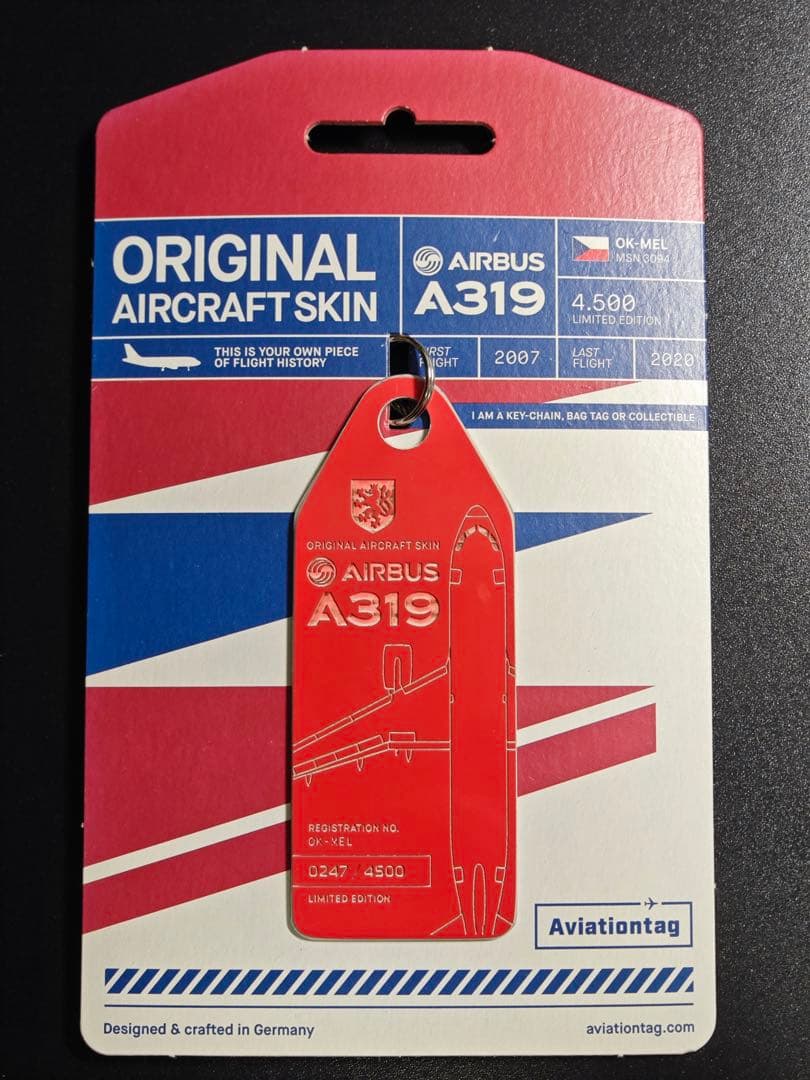 ORIGINAL
AIRCRAFT SKIN
AIRBUS
A319
OK-MEL
MSN 3094
4.500
LIMITED EDITION
THIS IS YOUR OWN PIECE
OF FLIGHT HISTORY
RST
IGHT
2007
LAST
FLIGHT
2020
I AM A KEY-CHAIN, BAG TAG OR COLLECTIBLE
ORIGINAL AIRCRAFT SKIN
AIRBUS
A319
REGISTRATION NO.
OK-MEL
0247 / 4500
LIMITED EDITION
Aviationtag
Designed & crafted in Germany
aviationtag.com